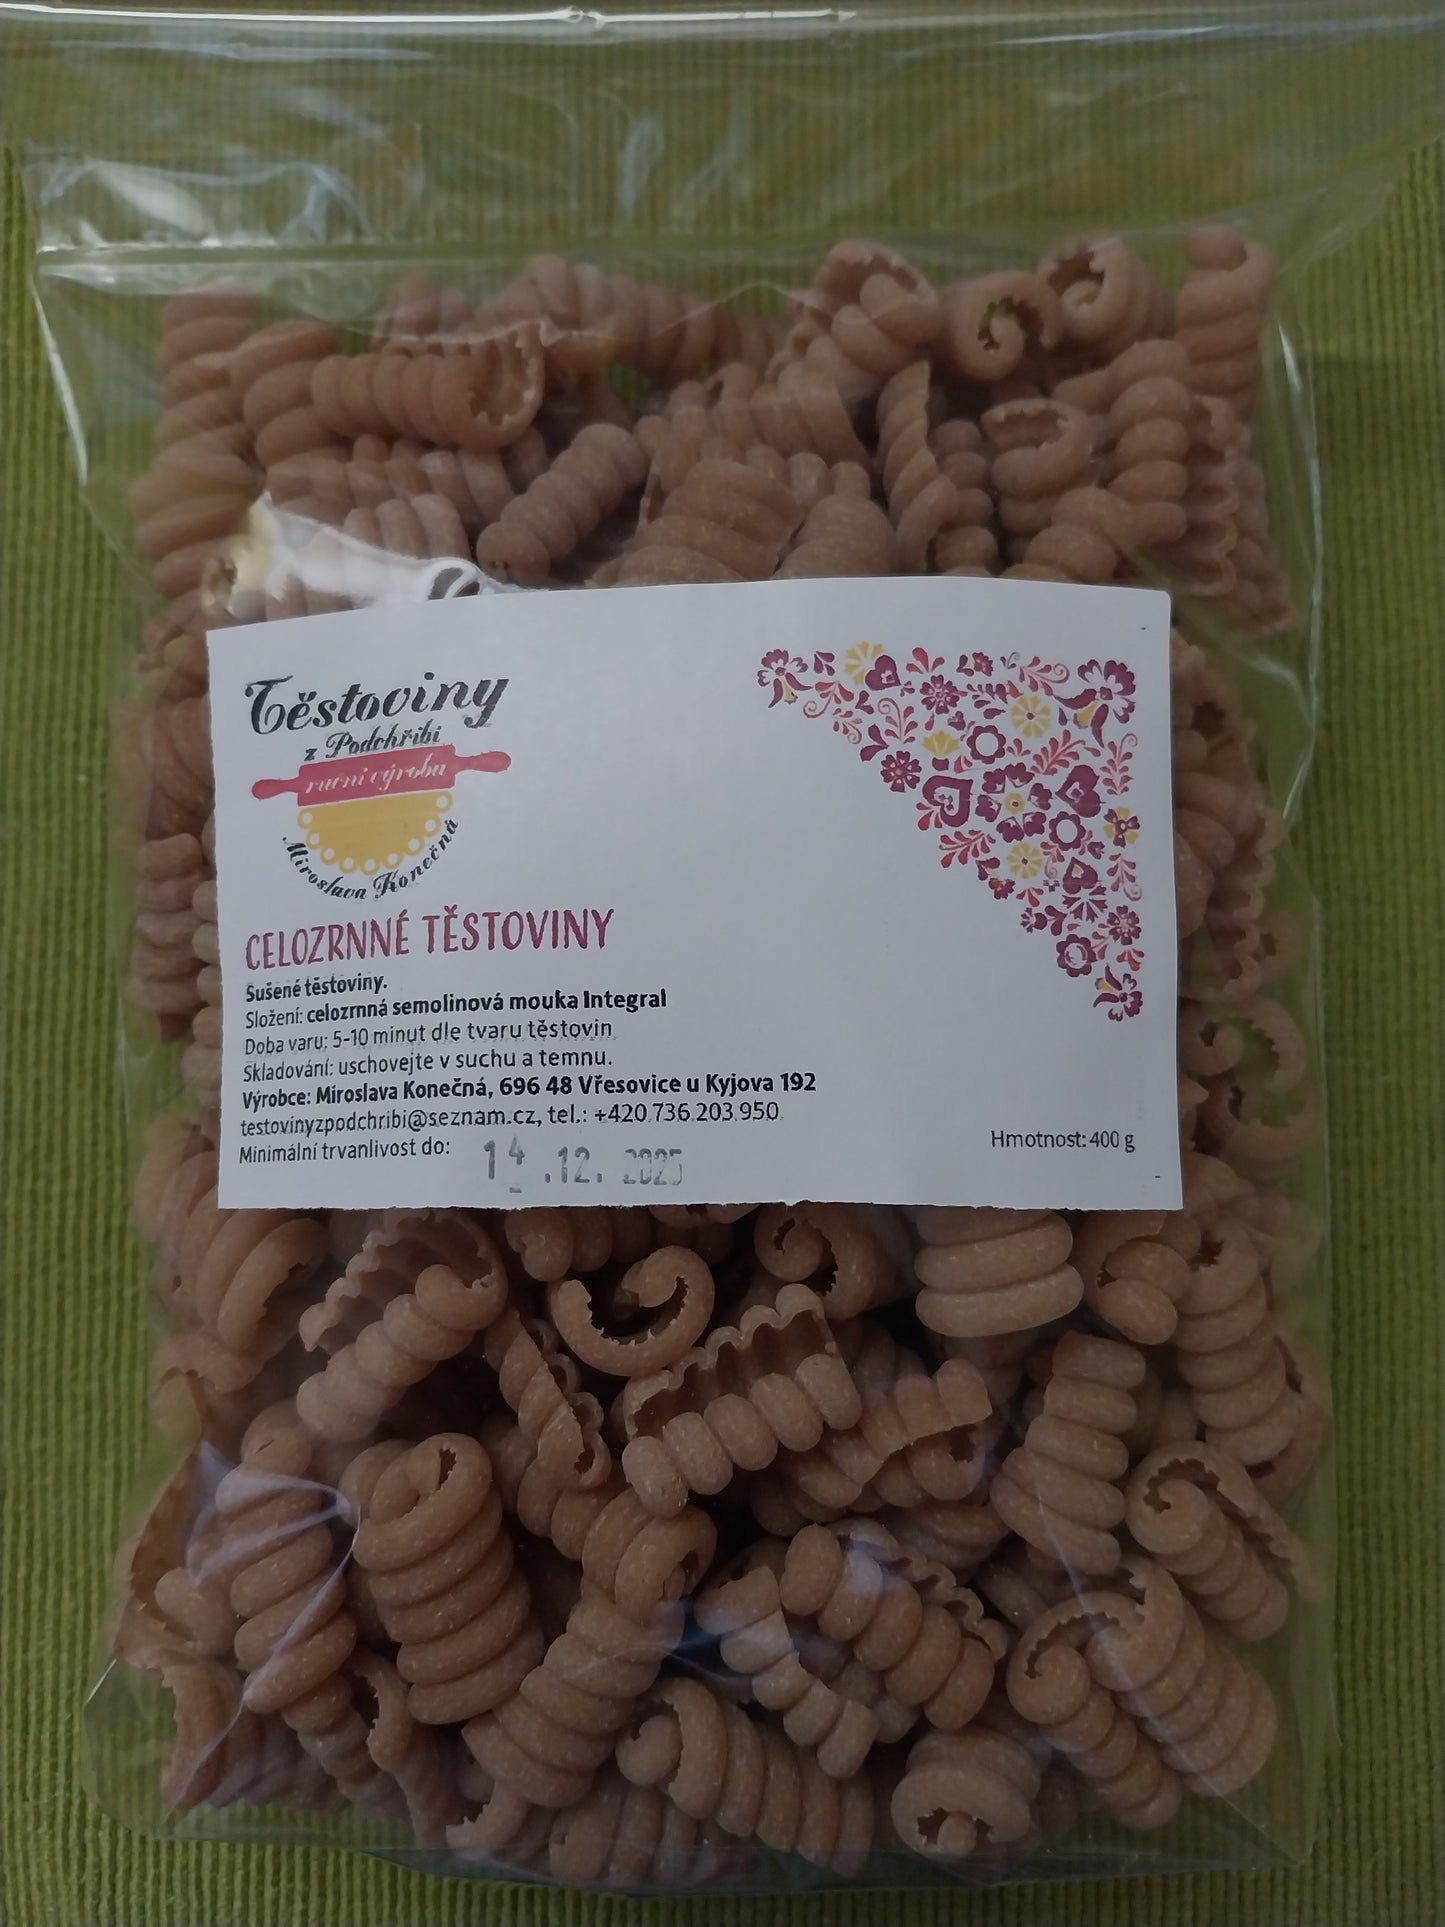 Těstoviny
z Podchřibí
ruční výroba
Miroslava Konečná
CELOZRNNÉ TĚSTOVINY
Sušené těstoviny.
Složení: celozrnná semolinová mouka Integral
Doba varu: 5-10 minut dle tvaru těstovin
Skladování: uschovejte v suchu a temnu.
Výrobce: Miroslava Konečná, 696 48 Vřesovice u Kyjova 192
testovinyzpodchribi@seznam.cz, tel.: +420 736 203 950
Minimální trvanlivost do: 14.12. 2025
Hmotnost: 400 g